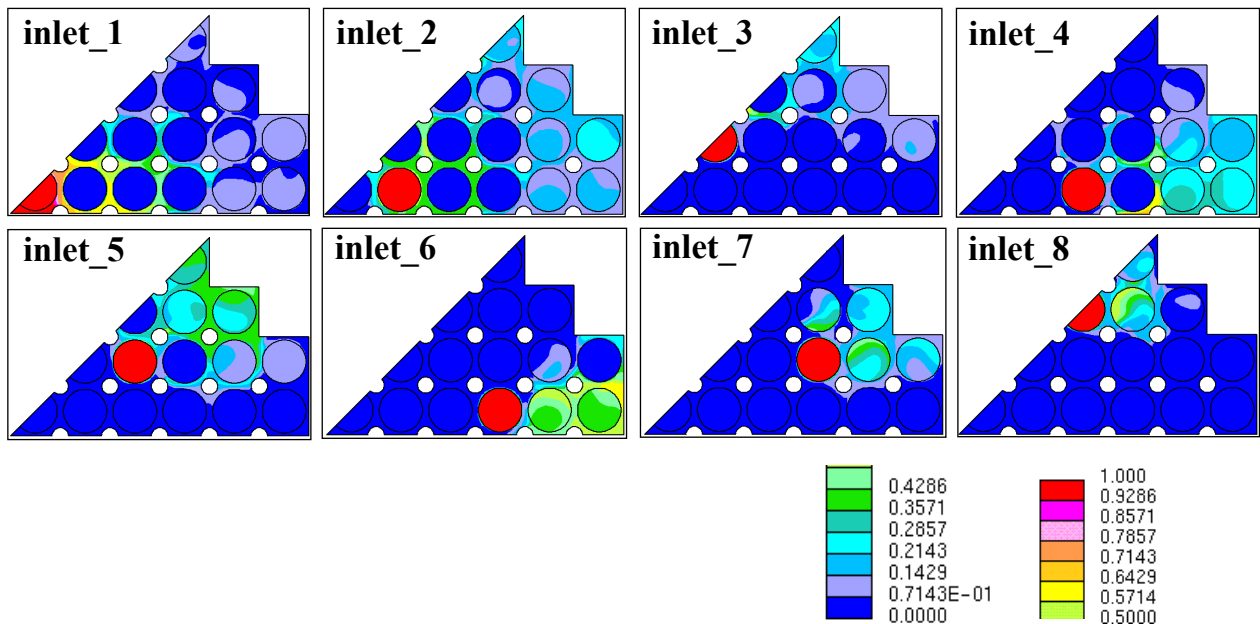 inlet_1
inlet_2
inlet_3
inlet_4
inlet_5
inlet_6
inlet_7
inlet_8
0.4286
0.3571
0.2857
0.2143
0.1429
0.7143E-01
0.0000
1.000
0.9286
0.8571
0.7857
0.7143
0.6429
0.5714
0.5000